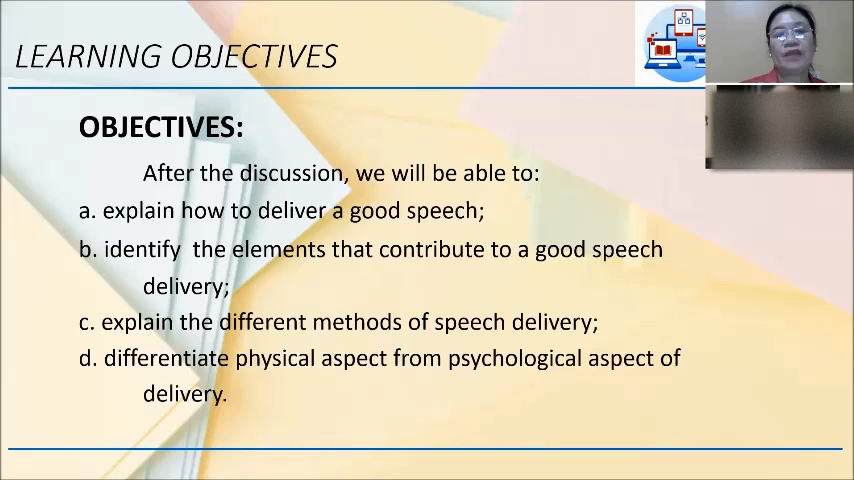 LEARNING OBJECTIVES
OBJECTIVES:
After the discussion, we will be able to:
a. explain how to deliver a good speech;
b. identify  the elements that contribute to a good speech
delivery;
c. explain the different methods of speech delivery;
d. differentiate physical aspect from psychological aspect of
delivery.